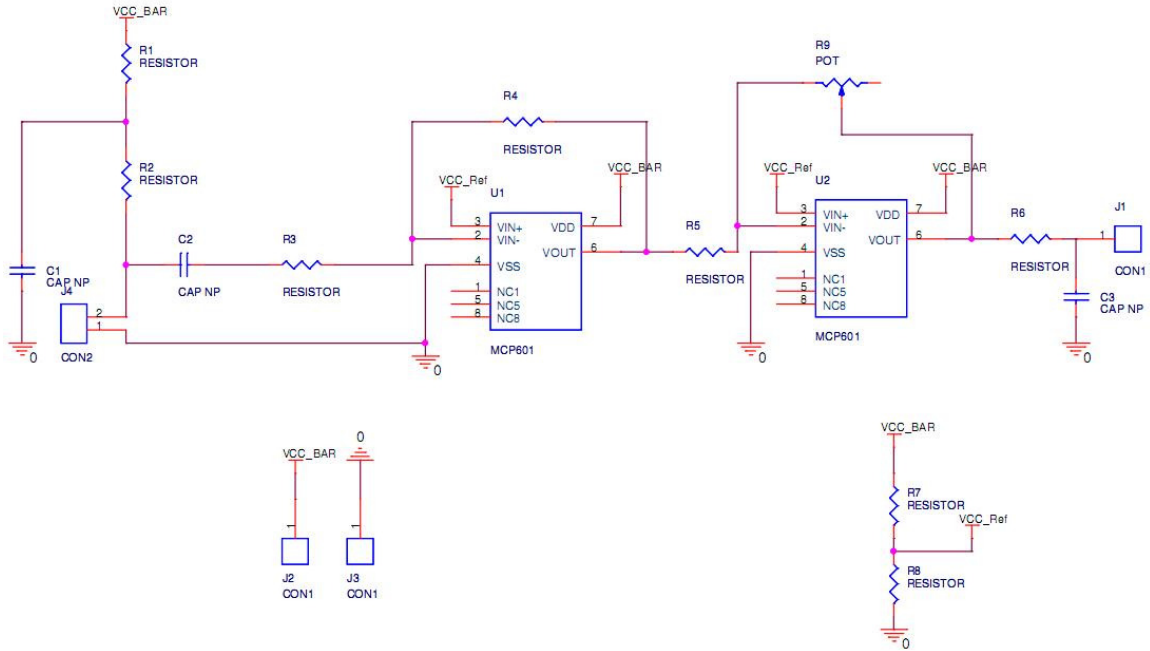 VCC_BAR
R1
RESISTOR
R2
RESISTOR
C1
CAP NP
0
J4
2
1
CON2
C2
CAP NP
R3
RESISTOR
0
R4
RESISTOR
VCC_Ref
U1
VCC_BAR
3 VIN+ VDD 7
2 VIN-
VOUT 6
4 VSS
1 NC1
5 NC5
8 NC8
MCP601
R5
RESISTOR
R9
POT
VCC_Ref
U2
VCC_BAR
3 VIN+ VDD 7
2 VIN-
VOUT 6
4 VSS
1 NC1
5 NC5
8 NC8
MCP601
0
R6
RESISTOR
J1
1
CON1
C3
CAP NP
0
VCC_BAR
1
J2
CON1
0
1
J3
CON1
VCC_BAR
R7
RESISTOR
VCC_Ref
R8
RESISTOR
0